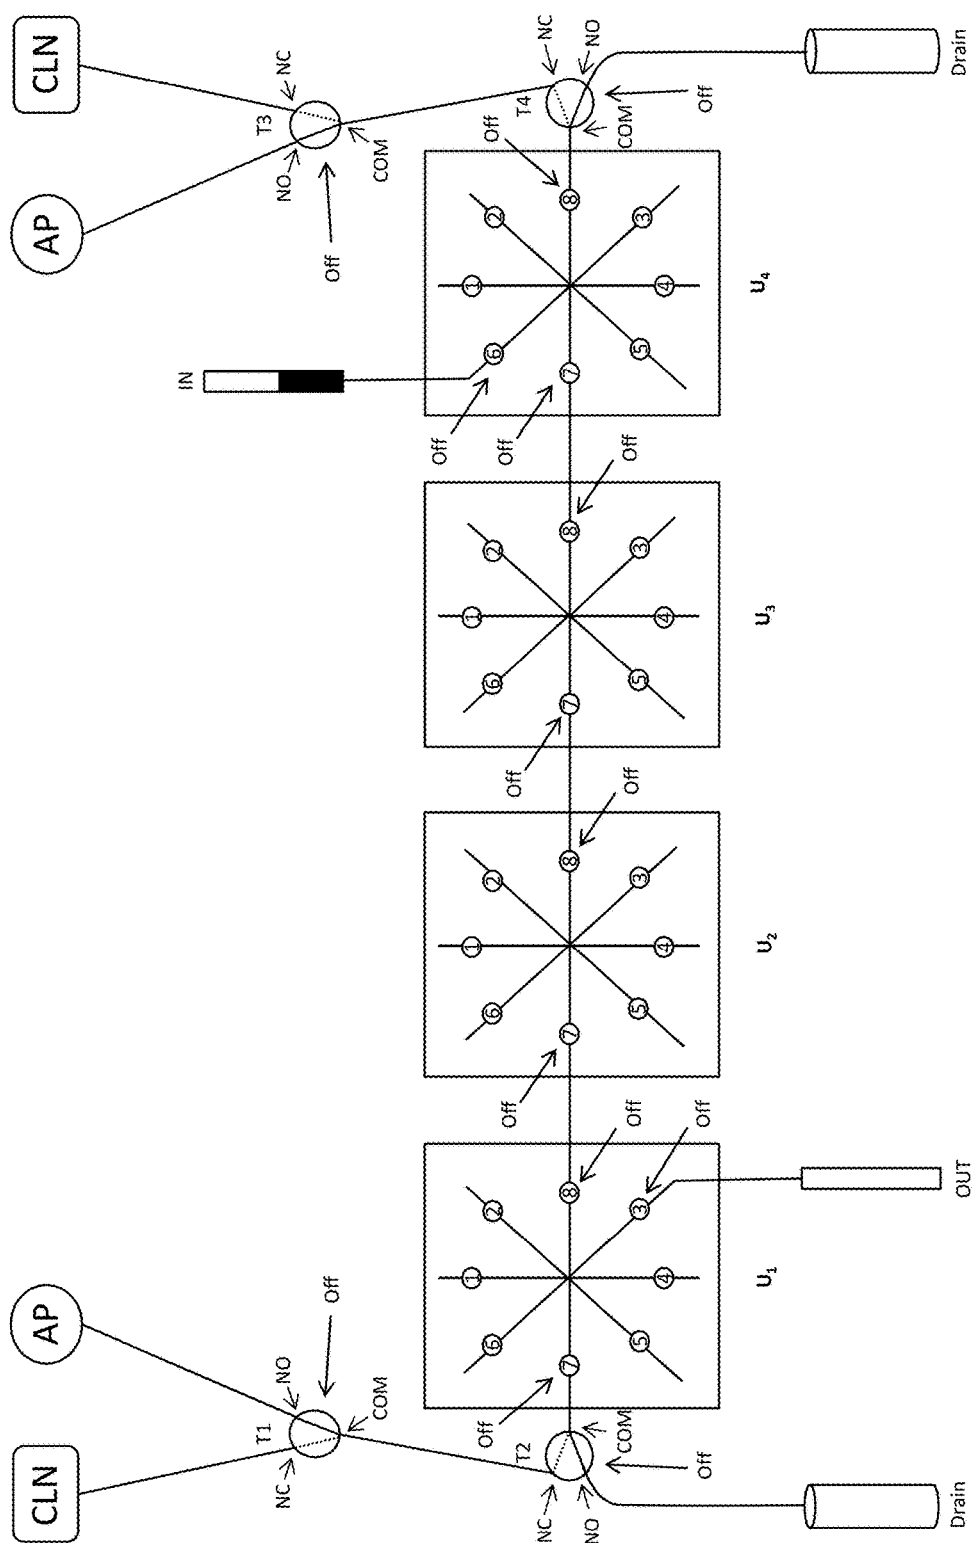 CLN
AP
AP
CLN
IN
T1
T3
NC
NO
NO
NC
Off
Off
COM
COM
Off
1
1
1
1
6
2
6
2
6
2
6
2
Off
Off
Off
Off
Off
T2
T4
NC
NC
7
8
7
8
7
8
7
8
NO
NO
COM
COM
Off
Off
Off
5
3
5
3
5
3
5
3
4
4
4
4
Off
Off
Off
U1
U2
U3
U4
Drain
OUT
Drain